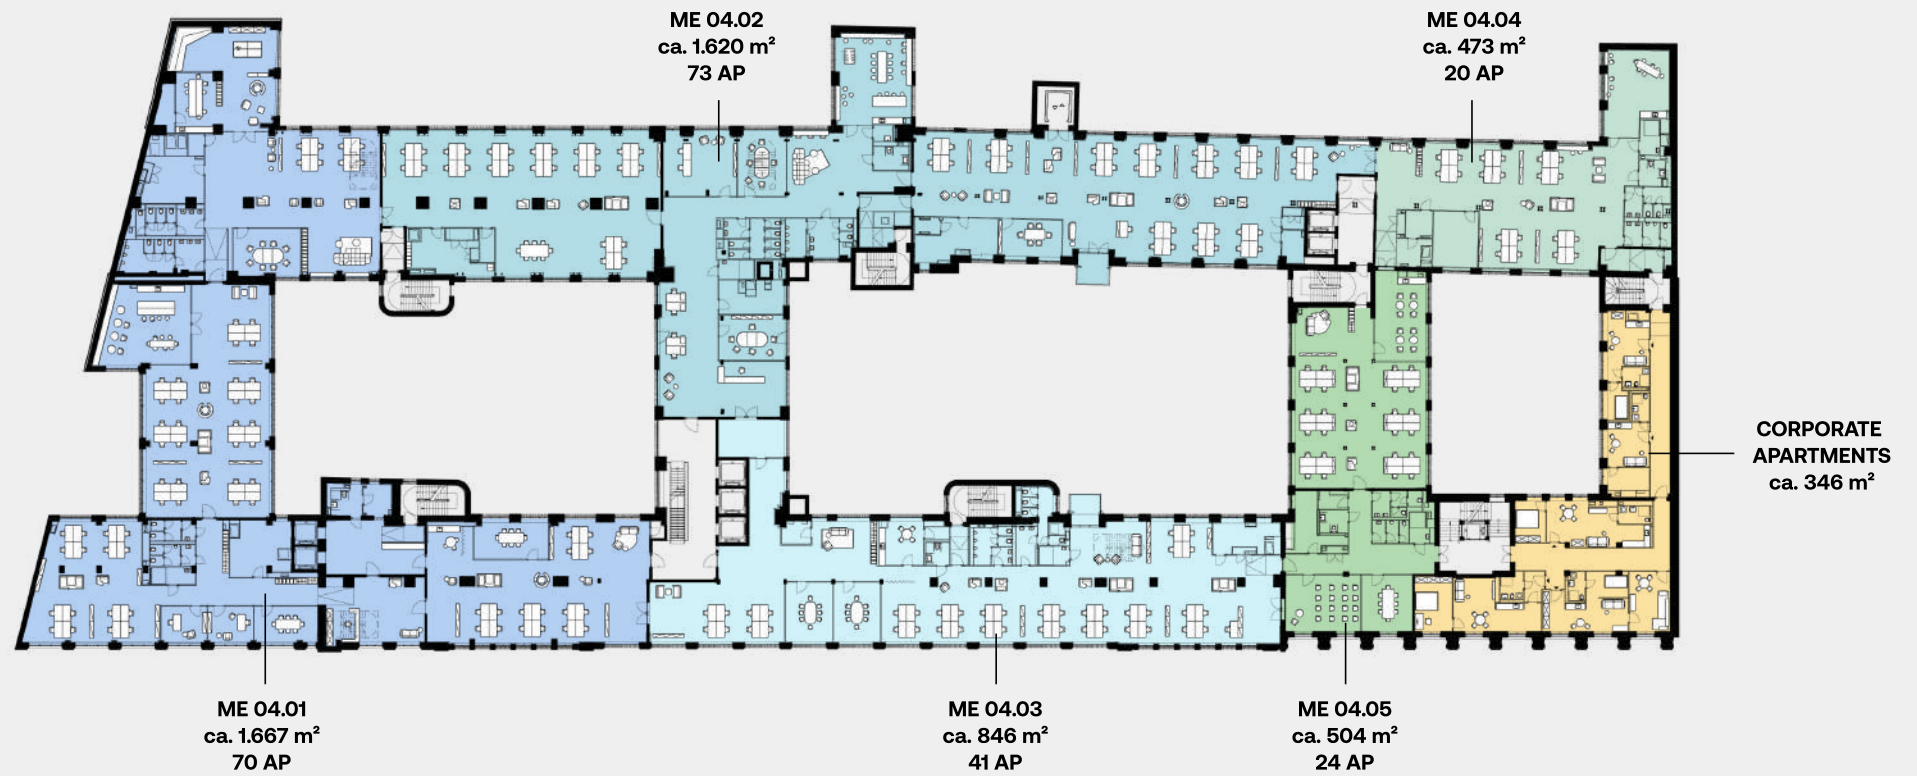 ME 04.02
ca. 1.620 m²
73 AP
ME 04.04
ca. 473 m²
20 AP
CORPORATE
APARTMENTS
ca. 346 m²
ME 04.01
ca. 1.667 m²
70 AP
ME 04.03
ca. 846 m²
41 AP
ME 04.05
ca. 504 m²
24 AP